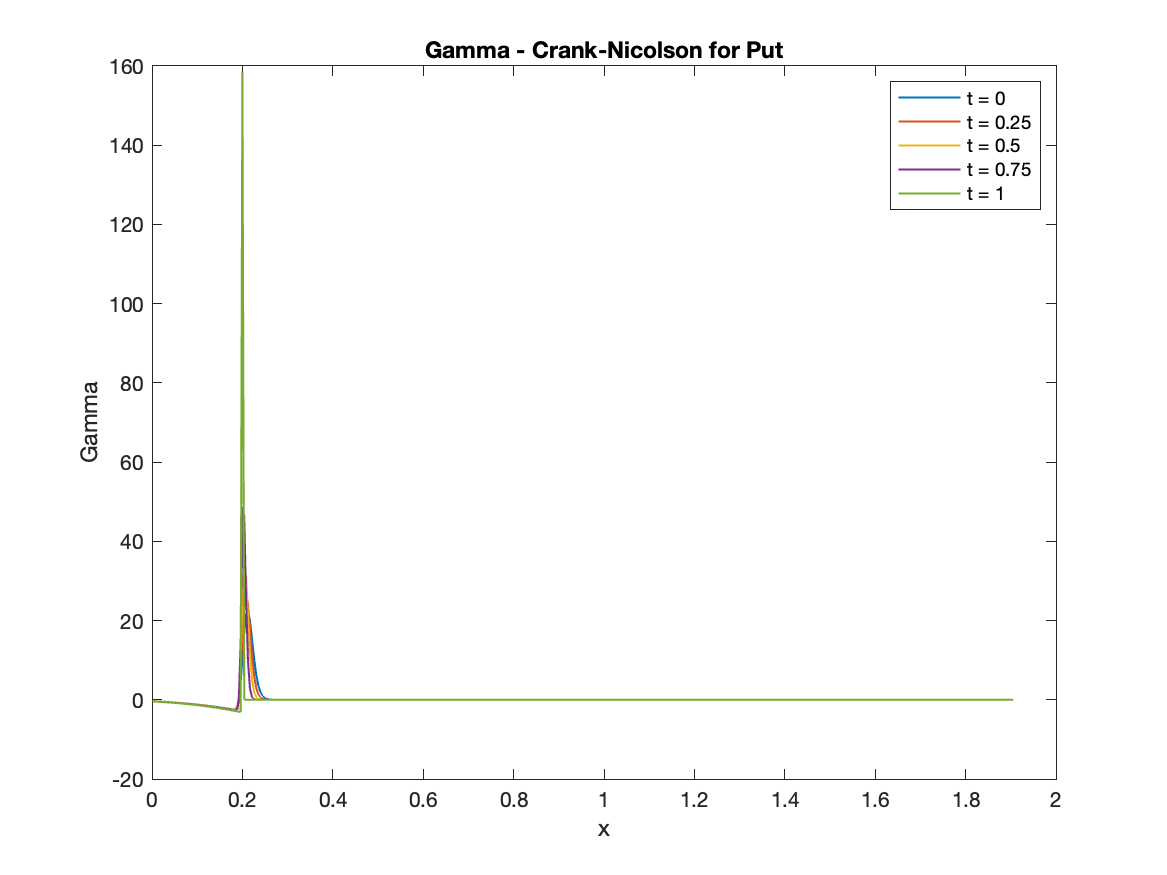 Gamma - Crank-Nicolson for Put
160
140
120
100
80
60
40
20
0
-20
Gamma
0 0.2 0.4 0.6 0.8 1 1.2 1.4 1.6 1.8 2
x
t = 0
t = 0.25
t = 0.5
t = 0.75
t = 1